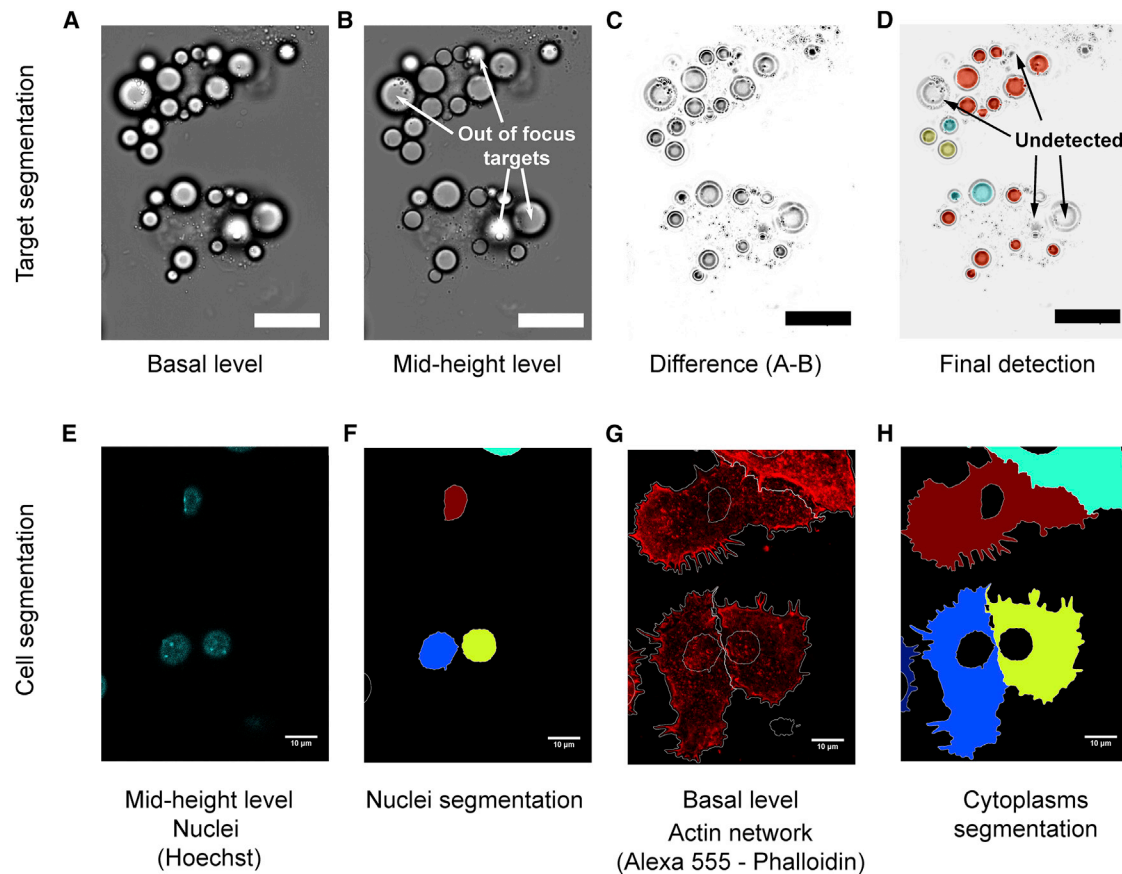 A
B
C
D
Target segmentation
Out of focus
targets
Undetected
Basal level
Mid-height level
Difference (A-B)
Final detection
E
F
G
H
Cell segmentation
10 µm
10 µm
10 µm
10 µm
Mid-height level
Nuclei
(Hoechst)
Nuclei segmentation
Basal level
Actin network
(Alexa 555 - Phalloidin)
Cytoplasms
segmentation